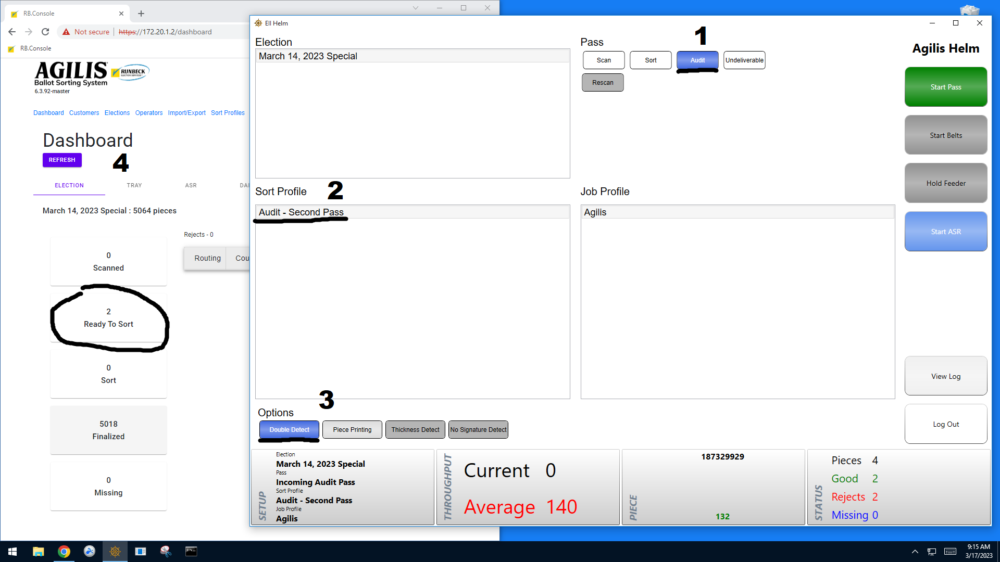 RB.Console
Not secure
https://172.20.1.2/dashboard
RB.Console
AGILIS
RUNBECK
ELECTION SERVICES
Ballot Sorting System
6.3.92-master
Dashboard Customers Elections Operators Import/Export Sort Profiles
Dashboard
REFRESH
4
ELECTION TRAY ASR DAI
March 14, 2023 Special : 5064 pieces
Rejects - 0
Routing Cou
0
Scanned
2
Ready To Sort
0
Sort
5018
Finalized
0
Missing
Ell Helm
Election
March 14, 2023 Special
Pass
1
Scan Sort Audit Undeliverable
Rescan
Agilis Helm
Start Pass
Start Belts
Hold Feeder
Start ASR
View Log
Log Out
Sort Profile
2
Audit - Second Pass
Job Profile
Agilis
3
Options
Double Detect Piece Printing Thickness Detect No Signature Detect
SETUP
Election
March 14, 2023 Special
Pass
Incoming Audit Pass
Sort Profile
Audit - Second Pass
Job Profile
Agilis
THROUGHPUT
Current 0
Average 140
PIECE
187329929
132
STATUS
Pieces 4
Good 2
Rejects 2
Missing 0
9:15 AM
3/17/2023